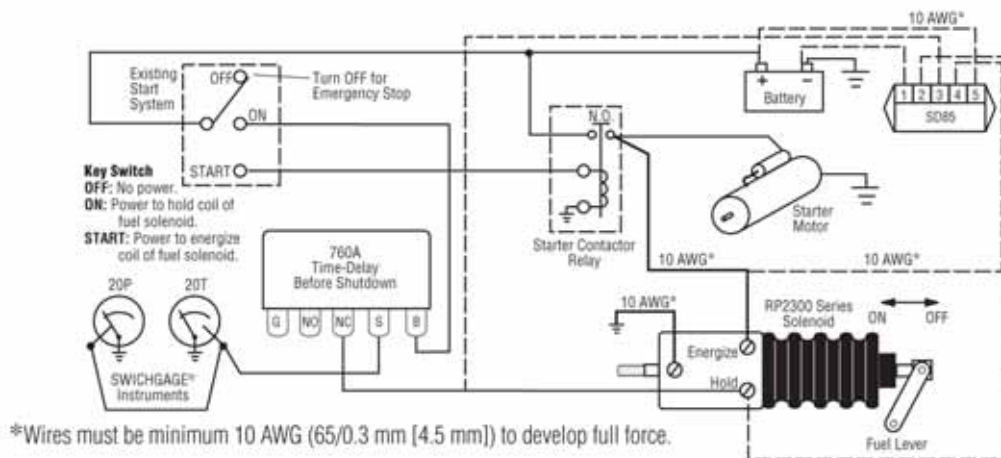 10 AWG*
Existing
Start
System
OFF
Turn OFF for
Emergency Stop
ON
START
Key Switch
OFF: No power.
ON: Power to hold coil of
fuel solenoid.
START: Power to energize
coil of fuel solenoid.
+
−
Battery
1 2 3 4 5
SD85
N.O.
Starter Contactor
Relay
Starter
Motor
760A
Time-Delay
Before Shutdown
G NO NC S B
20P
20T
SWICHGAGE®
Instruments
10 AWG*
10 AWG*
10 AWG*
RP2300 Series
Solenoid
ON
OFF
Energize
Hold
Fuel Lever
*Wires must be minimum 10 AWG (65/0.3 mm [4.5 mm]) to develop full force.